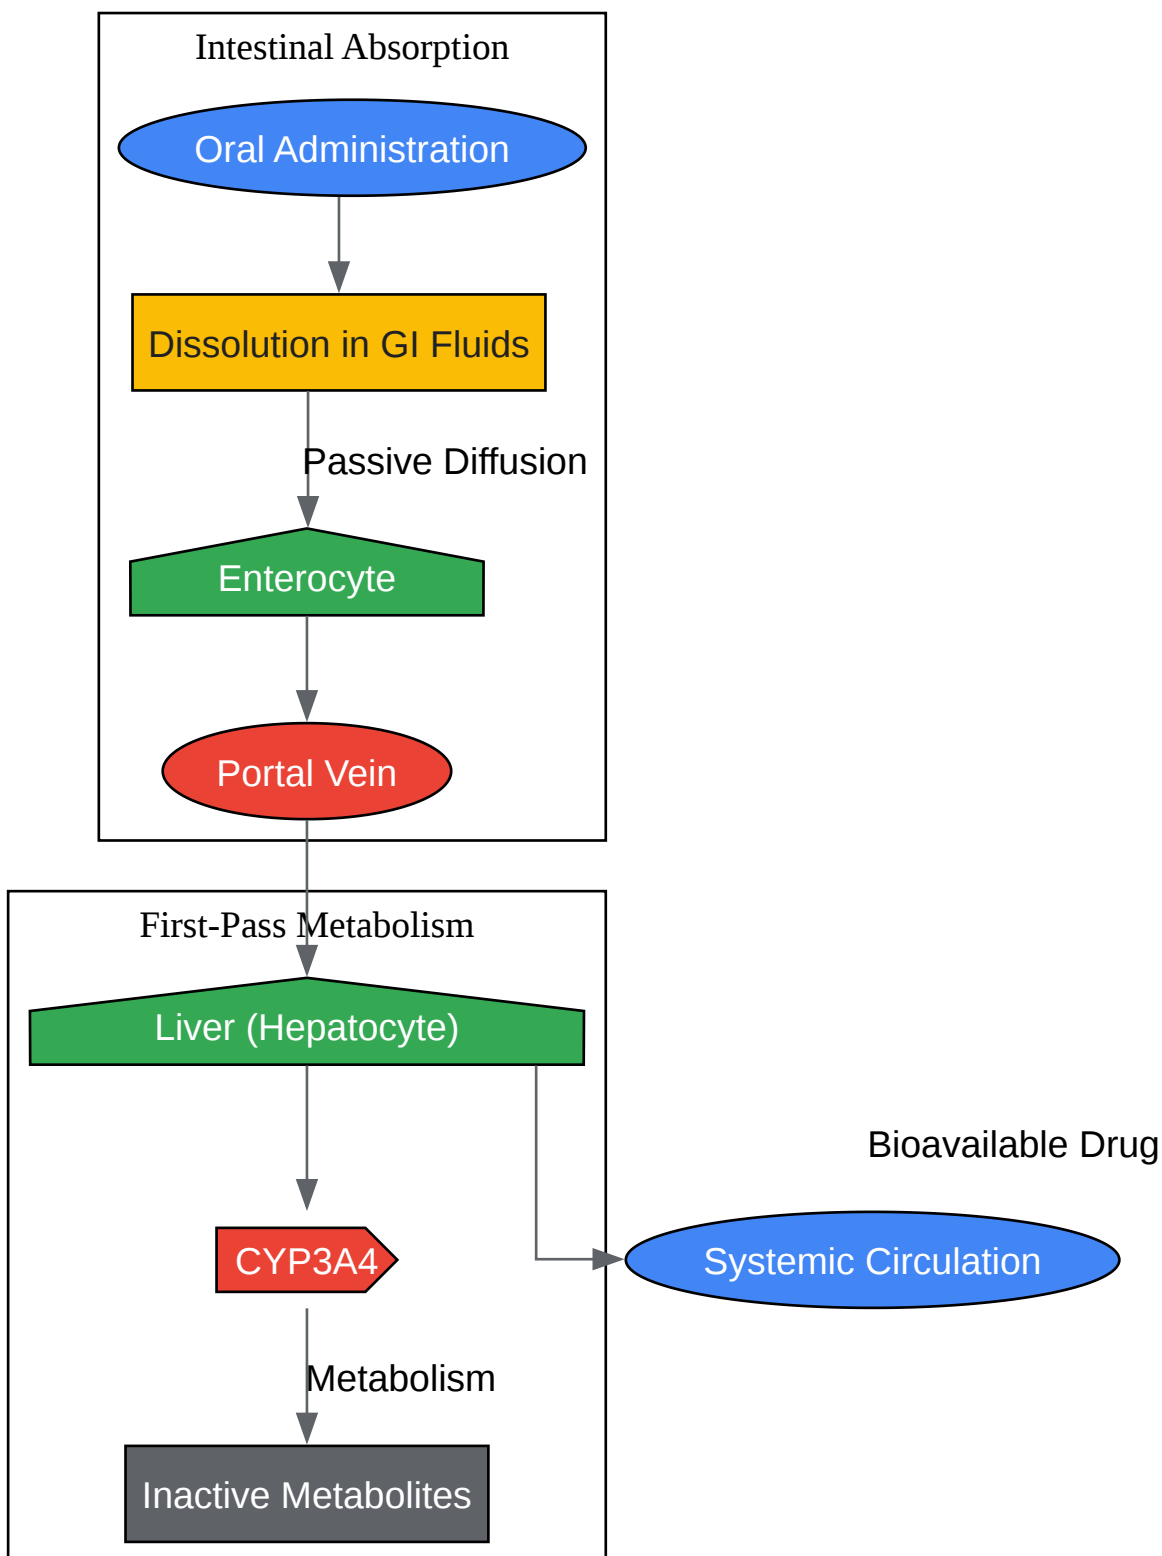 Intestinal Absorption
Oral Administration
Dissolution in GI Fluids
Passive Diffusion
Enterocyte
Portal Vein
First-Pass Metabolism
Liver (Hepatocyte)
Bioavailable Drug
CYP3A4
Systemic Circulation
Metabolism
Inactive Metabolites